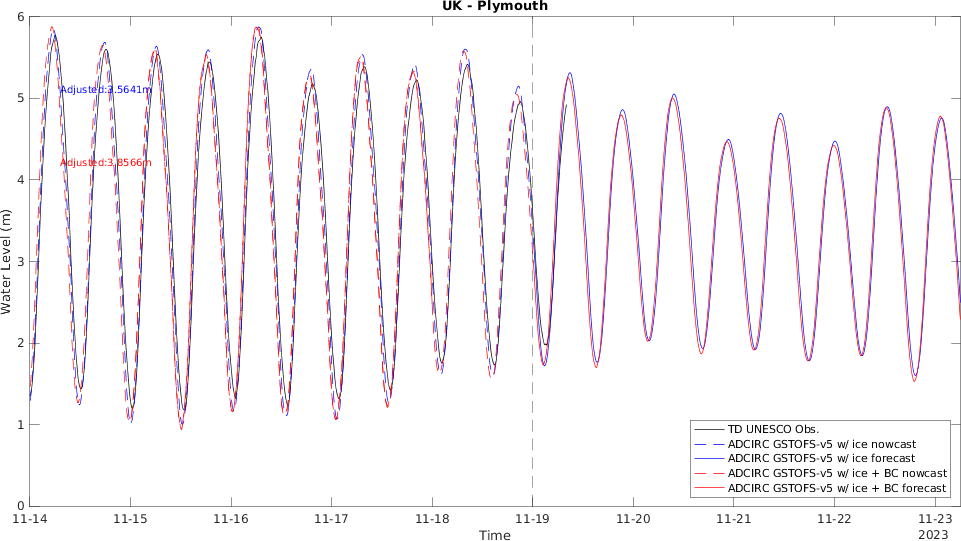 UK - Plymouth
6
5
4
3
2
1
0
Water Level (m)
Adjusted:3.5641m
Adjusted:3.8566m
TD UNESCO Obs.
ADCIRC GSTOFS-v5 w/ ice nowcast
ADCIRC GSTOFS-v5 w/ ice forecast
ADCIRC GSTOFS-v5 w/ ice + BC nowcast
ADCIRC GSTOFS-v5 w/ ice + BC forecast
11-14 11-15 11-16 11-17 11-18 11-19 11-20 11-21 11-22 11-23
Time
2023